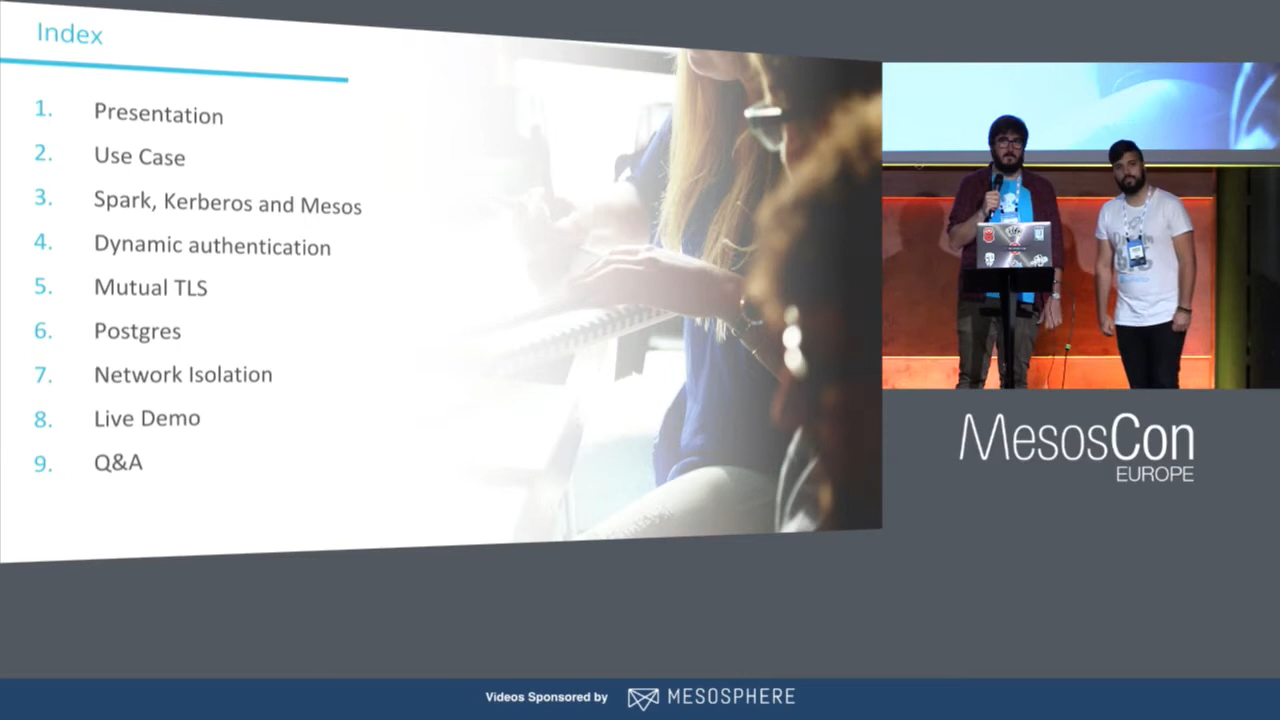 Index
1. Presentation
2. Use Case
3. Spark, Kerberos and Mesos
4. Dynamic authentication
5. Mutual TLS
6. Postgres
7. Network Isolation
8. Live Demo
9. Q&A
MesosCon
EUROPE
Videos Sponsored by MESOSPHERE